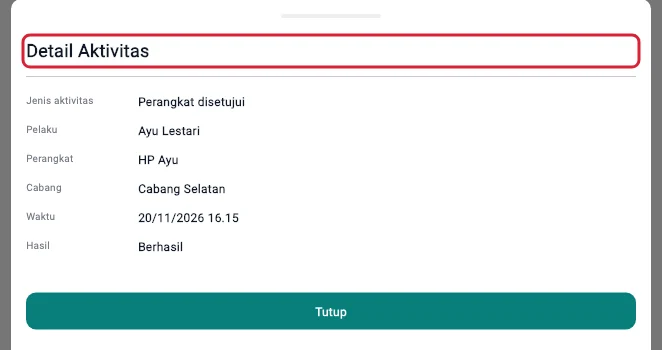 Detail Aktivitas
Jenis aktivitas Perangkat disetujui
Pelaku Ayu Lestari
Perangkat HP Ayu
Cabang Cabang Selatan
Waktu 20/11/2026 16.15
Hasil Berhasil
Tutup